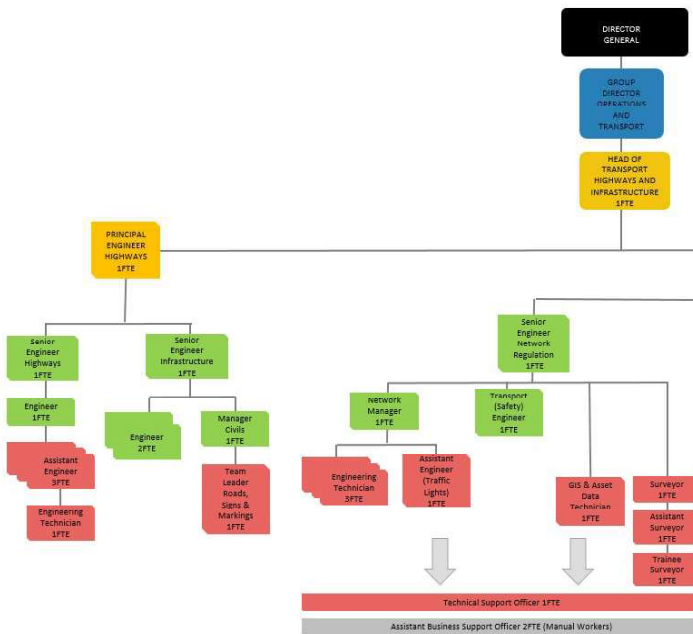 DIRECTOR
GENERAL
GROUP
DIRECTOR
OPERATIONS
AND
TRANSPORT
HEAD OF
TRANSPORT
HIGHWAYS AND
INFRASTRUCTURE
1FTE
PRINCIPAL
ENGINEER
HIGHWAYS
1FTE
Senior
Engineer
Highways
1FTE
Senior
Engineer
Infrastructure
1FTE
Senior
Engineer
Network
Regulation
1FTE
Engineer
1FTE
Engineer
2FTE
Manager
Civils
1FTE
Network
Manager
1FTE
Transport
(Safety)
Engineer
1FTE
Assistant
Engineer
3FTE
Team
Leader
Roads,
Signs &
Markings
1FTE
Engineering
Technician
3FTE
Assistant
Engineer
(Traffic
Lights)
1FTE
GIS & Asset
Data
Technician
1FTE
Surveyor
1FTE
Engineering
Technician
1FTE
Assistant
Surveyor
1FTE
Trainee
Surveyor
1FTE
Technical Support Officer 1FTE
Assistant Business Support Officer 2FTE (Manual Workers)